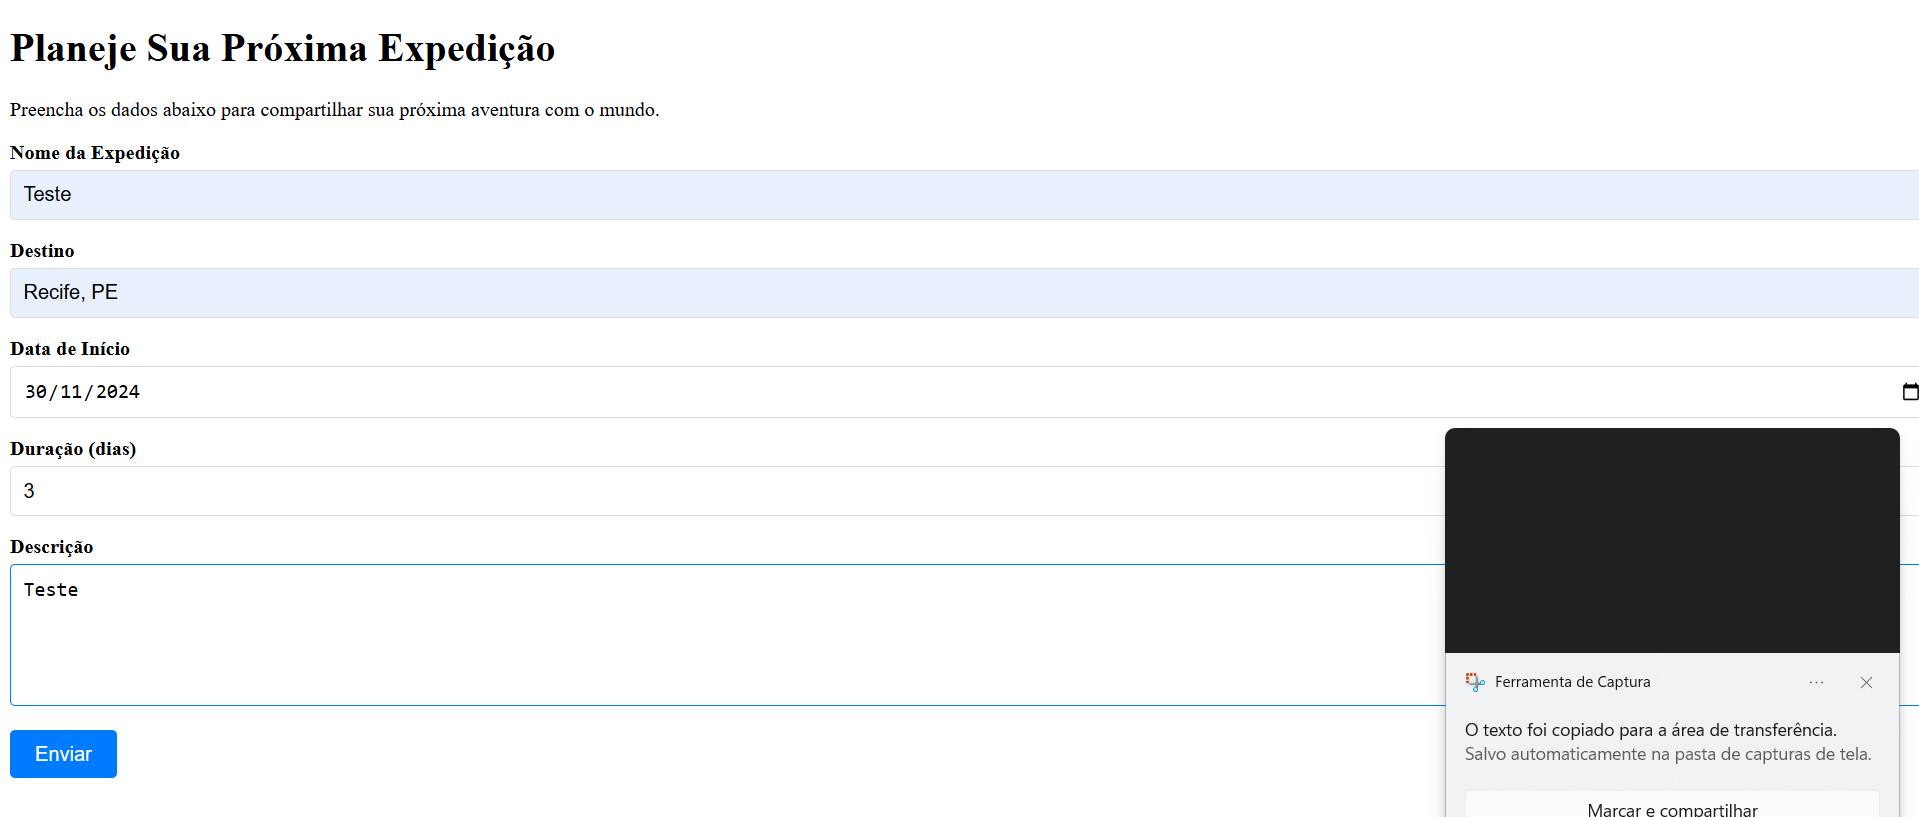 Planeje Sua Próxima Expedição
Preencha os dados abaixo para compartilhar sua próxima aventura com o mundo.
Nome da Expedição
Teste
Destino
Recife, PE
Data de Início
30/11/2024
Duração (dias)
3
Descrição
Teste
Enviar
Ferramenta de Captura
O texto foi copiado para a área de transferência.
Salvo automaticamente na pasta de capturas de tela.
Marcar e compartilhar